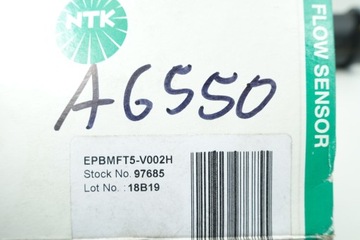 NTK
FLOW SENSOR
A6550
EPBMFT5-V002H
Stock No. 97685
Lot No. : 18B19